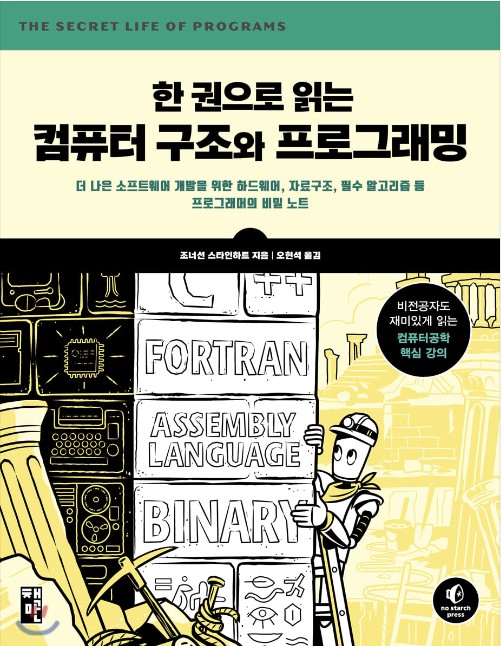 THE SECRET LIFE OF PROGRAMS
한 권으로 읽는
컴퓨터 구조와 프로그래밍
더 나은 소프트웨어 개발을 위한 하드웨어, 자료구조, 필수 알고리즘 등
프로그래머의 비밀 노트
조너선 스타인하트 지음 | 오현석 옮김
비전공자도
재미있게 읽는
컴퓨터공학
핵심 강의
C++
FORTRAN
ASSEMBLY
LANGUAGE
BINARY
책만
no starch
press